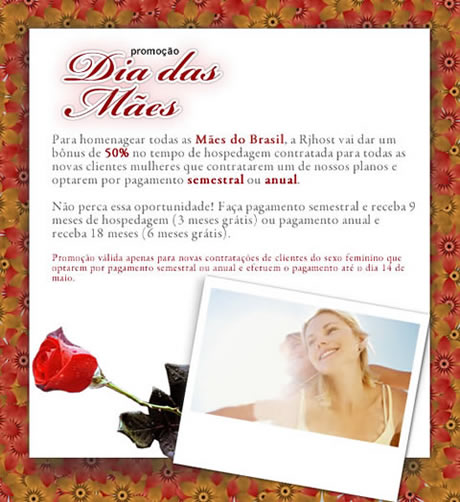 promoção
Dia das
Mães
Para homenagear todas as Mães do Brasil, a Rjhost vai dar um
bônus de 50% no tempo de hospedagem contratada para todas as
novas clientes mulheres que contratarem um de nossos planos e
optarem por pagamento semestral ou anual.
Não perca essa oportunidade! Faça pagamento semestral e receba 9
meses de hospedagem (3 meses grátis) ou pagamento anual e
receba 18 meses (6 meses grátis).
Promoção válida apenas para novas contratações de clientes do sexo feminino que
optarem por pagamento semestral ou anual e efetuem o pagamento até o dia 14 de
maio.